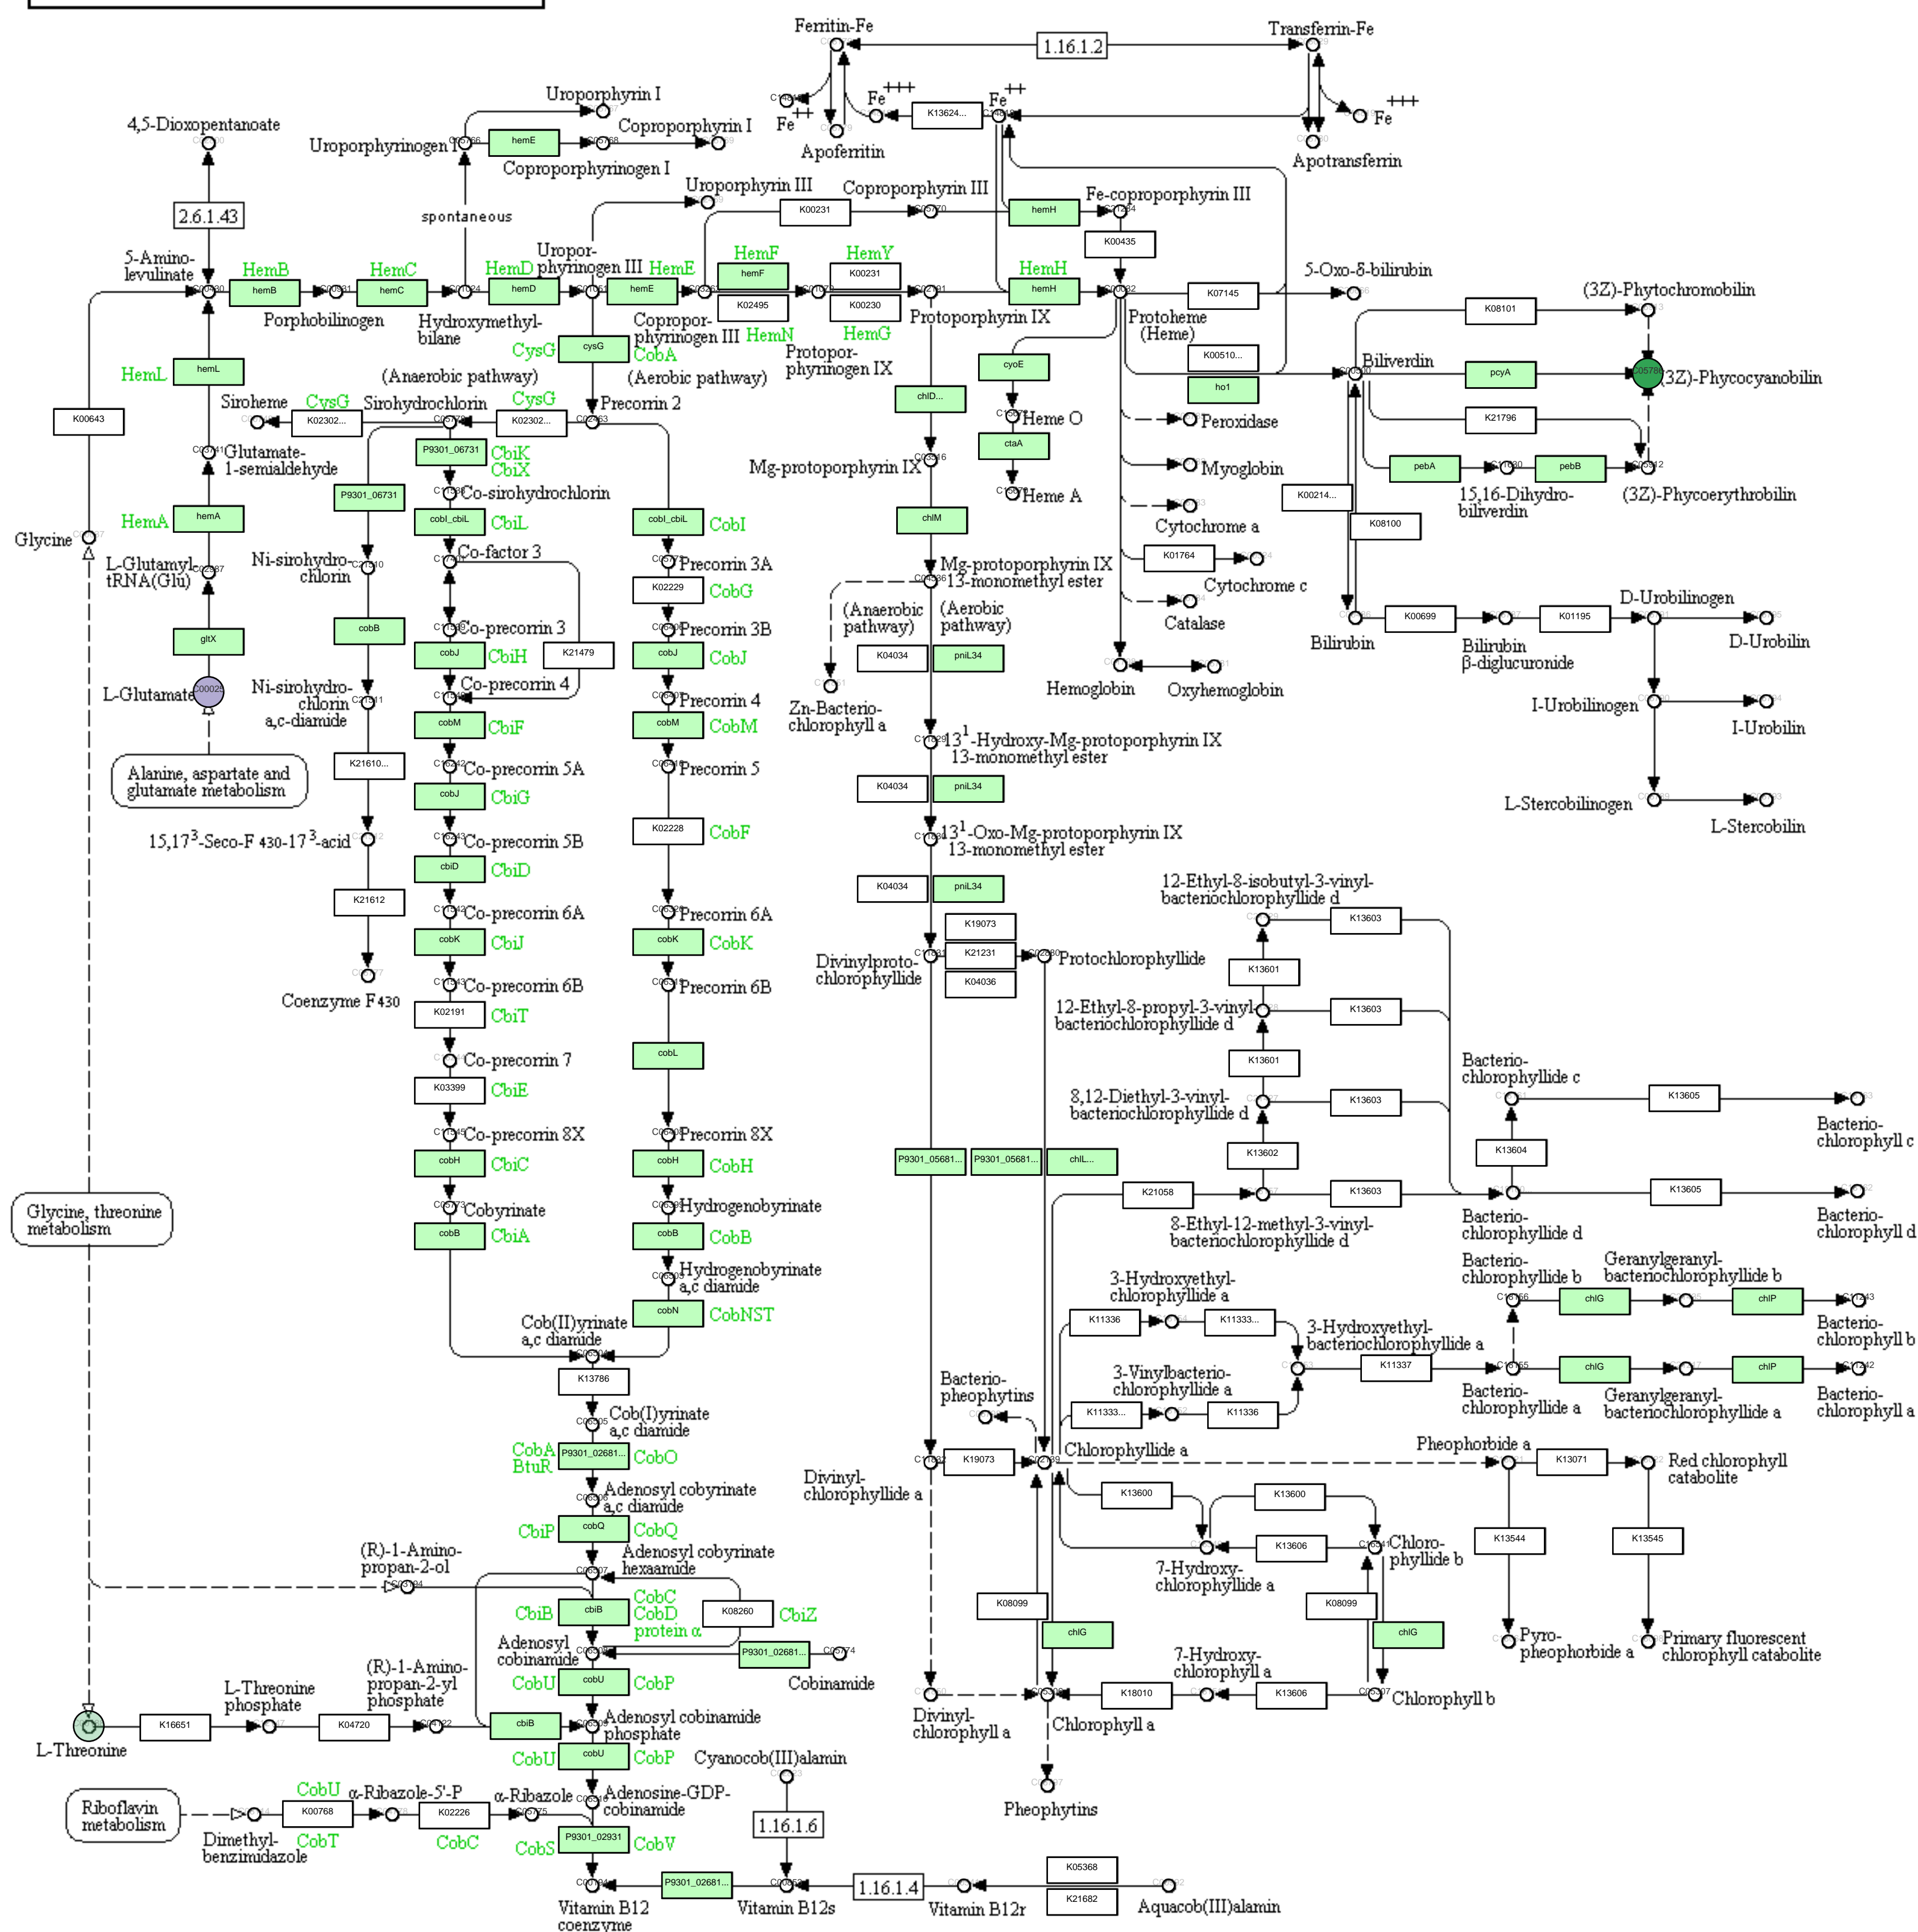 Ferritin-Fe
1.16.1.2
Transferrin-Fe
Fe ++
Fe +++
K13624...
Fe ++
Fe +++
Apoferritin
Apotransferrin
Uroporphyrin I
4,5-Dioxopentanoate
Uroporphyrinogen I
hemE
Coproporphyrin I
Coproporphyrinogen I
2.6.1.43
spontaneous
Uroporphyrin III
Coproporphyrin III
K00231
hemH
Fe-coproporphyrin III
K00435
5-Amino-
levulinate
HemB
hemB
Porphobilinogen
HemC
hemC
Hydroxymethyl-
bilane
HemD
hemD
Uropor-
phyrinogen III
HemE
hemE
Copropor-
phyrinogen III
HemF
hemF
K02495
HemN
HemY
K00231
K00230
HemG
Protopor-
phyrinogen IX
Protoporphyrin IX
HemH
hemH
Protoheme
(Heme)
K07145
5-Oxo-δ-bilirubin
K00510...
ho1
Biliverdin
K08101
(3Z)-Phytochromobilin
pcyA
(3Z)-Phycocyanobilin
K21796
pebA
15,16-Dihydro-
biliverdin
pebB
(3Z)-Phycoerythrobilin
K00214...
K08100
CysG
cysG
CobA
(Anaerobic pathway)
(Aerobic pathway)
HemL
hemL
K00643
Siroheme
CysG
K02302...
Sirohydrochlorin
CysG
K02302...
Precorrin 2
Glutamate-
1-semialdehyde
HemA
hemA
Glycine
L-Glutamyl-
tRNA(Glu)
gltX
L-Glutamate
C00025
Alanine, aspartate and
glutamate metabolism
P9301_06731
Ni-sirohydro-
chlorin
cobB
Ni-sirohydro-
chlorin
a,c-diamide
K21610...
15,17³-Seco-F 430-17³-acid
K21612
Coenzyme F430
P9301_06731
CbiK
CbiX
Co-sirohydrochlorin
cobI_cbiL
CbiL
Co-factor 3
Co-precorrin 3
cobJ
CbiH
K21479
Co-precorrin 4
cobM
CbiF
Co-precorrin 5A
cobJ
CbiG
Co-precorrin 5B
cbiD
CbiD
Co-precorrin 6A
cobK
CbiJ
Co-precorrin 6B
K02191
CbiT
Co-precorrin 7
K03399
CbiE
Co-precorrin 8X
cobH
CbiC
Cobyrinate
cobB
CbiA
cobI_cbiL
CobI
Precorrin 3A
K02229
CobG
Precorrin 3B
cobJ
CobJ
Precorrin 4
cobM
CobM
Precorrin 5
K02228
CobF
Precorrin 6A
cobK
CobK
Precorrin 6B
cobL
Precorrin 8X
cobH
CobH
Hydrogenobyrinate
cobB
CobB
Hydrogenobyrinate
a,c diamide
cobN
CobNST
Cob(II)yrinate
a,c diamide
K13786
Cob(I)yrinate
a,c diamide
CobA
BtuR
P9301_02681...
CobO
Adenosyl cobyrinate
a,c diamide
CbiP
cobQ
CobQ
Adenosyl cobyrinate
hexaamide
(R)-1-Amino-
propan-2-ol
CbiB
cbiB
CobC
CobD
protein α
K08260
CbiZ
Adenosyl
cobinamide
P9301_02681...
Cobinamide
CobU
cobU
CobP
Glycine, threonine
metabolism
L-Threonine
K16651
L-Threonine
phosphate
K04720
(R)-1-Amino-
propan-2-yl
phosphate
cbiB
Adenosyl cobinamide
phosphate
CobU
cobU
CobP
Adenosine-GDP-
cobinamide
Riboflavin
metabolism
Dimethyl-
benzimidazole
CobU
K00768
CobT
α-Ribazole-5'-P
K02226
CobC
α-Ribazole
CobS
P9301_02931
CobV
Vitamin B12
coenzyme
P9301_02681...
Cyanocob(III)alamin
1.16.1.6
Vitamin B12s
1.16.1.4
Vitamin B12r
K05368
K21682
Aquacob(III)alamin
cyoE
Heme O
ctaA
Heme A
Peroxidase
Myoglobin
Cytochrome a
K01764
Cytochrome c
Catalase
Hemoglobin
Oxyhemoglobin
Bilirubin
K00699
Bilirubin
β-diglucuronide
K01195
D-Urobilinogen
D-Urobilin
I-Urobilinogen
I-Urobilin
L-Stercobilinogen
L-Stercobilin
chlD...
Mg-protoporphyrin IX
chlM
Mg-protoporphyrin IX
13-monomethyl ester
(Anaerobic
pathway)
(Aerobic
pathway)
Zn-Bacterio-
chlorophyll a
K04034
pniL34
13¹-Hydroxy-Mg-protoporphyrin IX
13-monomethyl ester
K04034
pniL34
13¹-Oxo-Mg-protoporphyrin IX
13-monomethyl ester
K04034
pniL34
Divinylproto-
chlorophyllide
K19073
K21231
K04036
Protochlorophyllide
P9301_05681...
P9301_05681...
chlL...
12-Ethyl-8-isobutyl-3-vinyl-
bacteriochlorophyllide d
K13603
K13601
12-Ethyl-8-propyl-3-vinyl-
bacteriochlorophyllide d
K13603
K13601
8,12-Diethyl-3-vinyl-
bacteriochlorophyllide d
K13603
K13602
K21058
K13603
8-Ethyl-12-methyl-3-vinyl-
bacteriochlorophyllide d
Bacterio-
chlorophyllide c
K13605
Bacterio-
chlorophyll c
K13604
Bacterio-
chlorophyllide d
K13605
Bacterio-
chlorophyll d
Bacterio-
chlorophyllide b
chlG
Geranylgeranyl-
bacteriochlorophyllide b
chlP
Bacterio-
chlorophyll b
3-Hydroxyethyl-
chlorophyllide a
K11336
K11333...
3-Hydroxyethyl-
bacteriochlorophyllide a
K11337
Bacterio-
chlorophyllide a
chlG
Geranylgeranyl-
bacteriochlorophyllide a
chlP
Bacterio-
chlorophyll a
3-Vinylbacterio-
chlorophyllide a
K11333...
K11336
Bacterio-
pheophytins
Divinyl-
chlorophyllide a
K19073
Chlorophyllide a
Pheophorbide a
K13071
Red chlorophyll
catabolite
K13600
K13600
K13606
7-Hydroxy-
chlorophyllide a
Chloro-
phyllide b
K13544
K13545
K08099
chlG
K08099
chlG
Pyro-
pheophorbide a
Primary fluorescent
chlorophyll catabolite
Divinyl-
chlorophyll a
Chlorophyll a
K18010
7-Hydroxy-
chlorophyll a
K13606
Chlorophyll b
Pheophytins